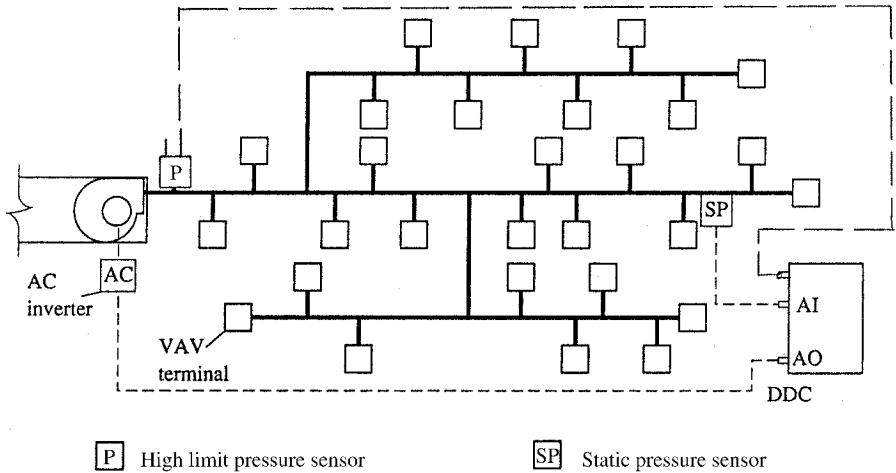 P
SP
AC
AC
inverter
AI
VAV
terminal
AO
DDC
P High limit pressure sensor
SP Static pressure sensor